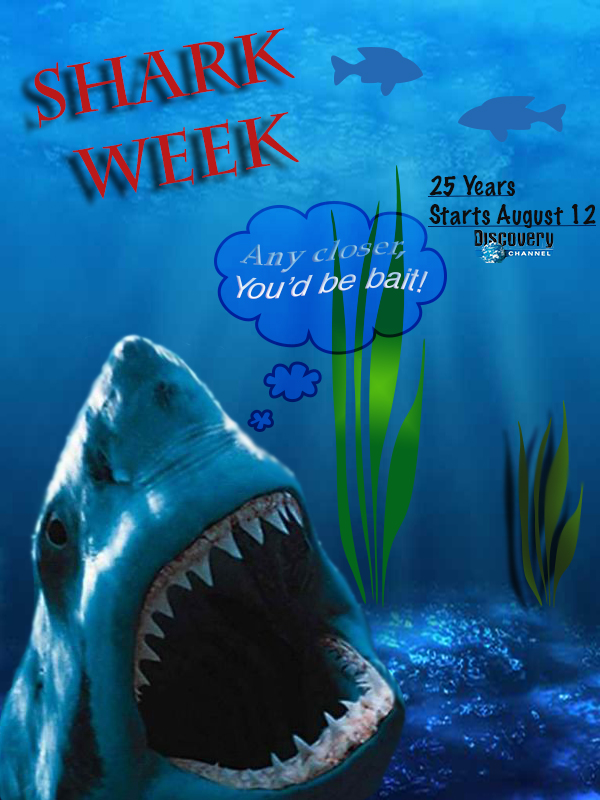 SHARK
WEEK
25 Years
Starts August 12
Discovery
CHANNEL
Any closer,
You'd be bait!